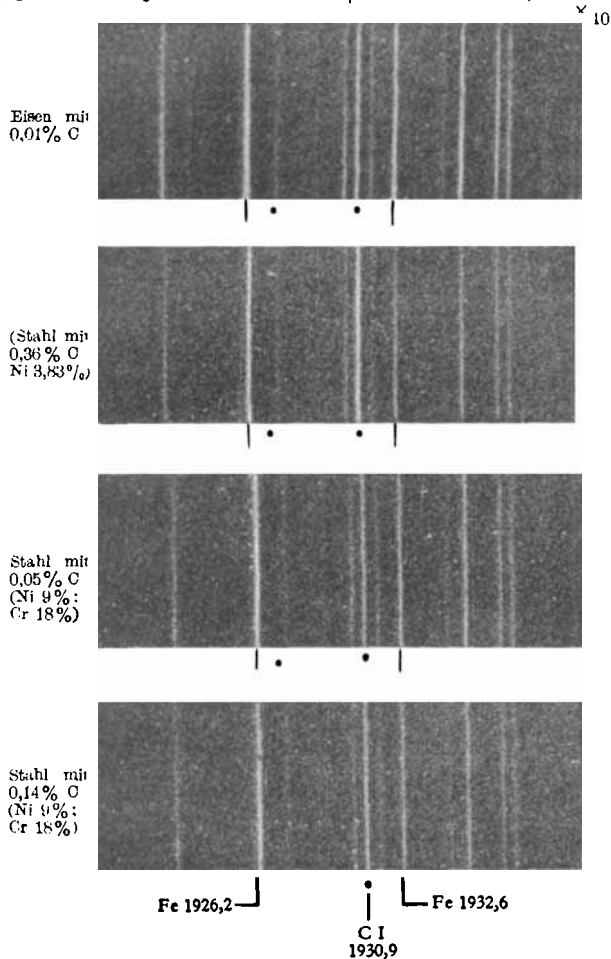 × 10
Eisen mit
0,01% C
(Stahl mit
0,36% C
Ni 3,83%)
Stahl mit
0,05% C
(Ni 9%;
Cr 18%)
Stahl mit
0,14% C
(Ni 9%;
Cr 18%)
Fe 1926,2
Fe 1932,6
C I
1930,9